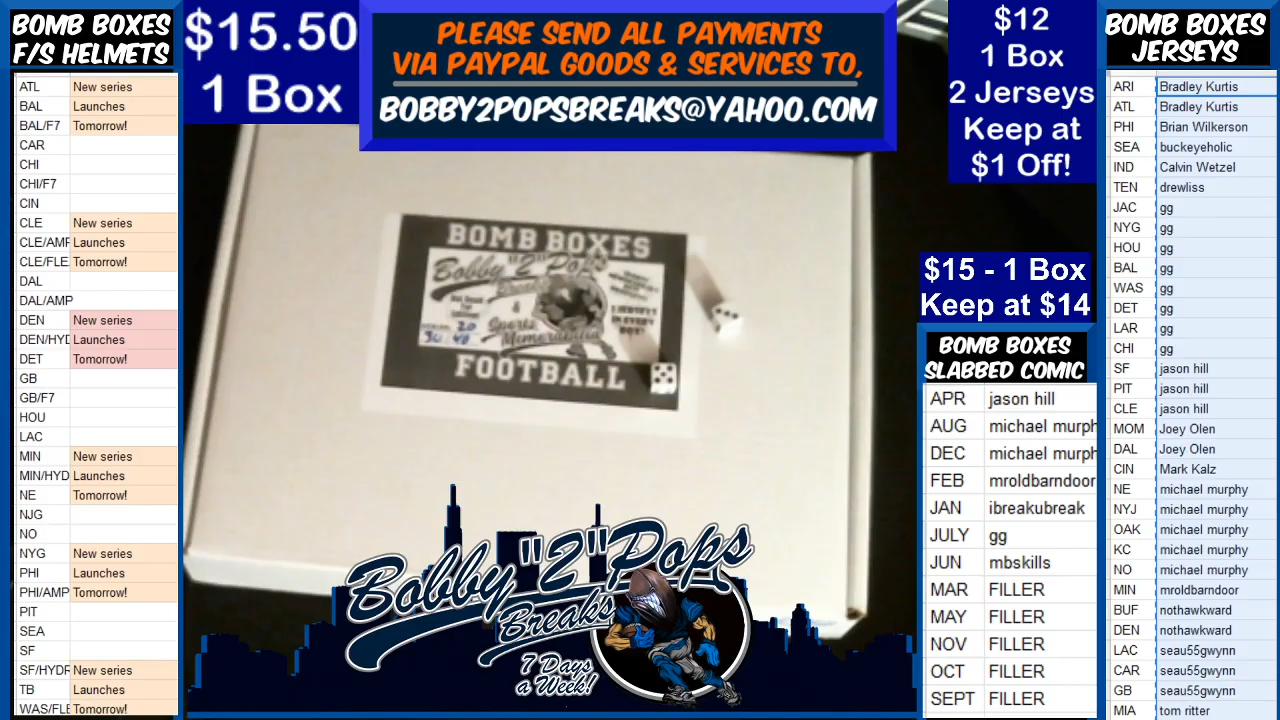 BOMB BOXES
F/S HELMETS
ATL New series
BAL Launches
BAL/F7 Tomorrow!
CAR
CHI
CHI/F7
CIN
CLE New series
CLE/AMP Launches
CLE/FLE Tomorrow!
DAL
DAL/AMP
DEN New series
DEN/HYD Launches
DET Tomorrow!
GB
GB/F7
HOU
LAC
MIN New series
MIN/HYD Launches
NE Tomorrow!
NJG
NO
NYG New series
PHI Launches
PHI/AMP Tomorrow!
PIT
SEA
SF
SF/HYDR New series
TB Launches
WAS/FLE Tomorrow!
$15.50
1 Box
PLEASE SEND ALL PAYMENTS
VIA PAYPAL GOODS & SERVICES TO,
BOBBY2POPSBREAKS@YAHOO.COM
BOMB BOXES
Bobby "2" Pops
Breaks
&
Sports
Memorabilia
20
FOOTBALL
Bobby "2" Pops
Breaks
7 Days
a Week!
$12
1 Box
2 Jerseys
Keep at
$1 Off!
$15 - 1 Box
Keep at $14
BOMB BOXES
SLABBED COMIC
APR jason hill
AUG michael murph
DEC michael murph
FEB mroldbarndoor
JAN ibreakubreak
JULY gg
JUN mbskills
MAR FILLER
MAY FILLER
NOV FILLER
OCT FILLER
SEPT FILLER
BOMB BOXES
JERSEYS
ARI Bradley Kurtis
ATL Bradley Kurtis
PHI Brian Wilkerson
SEA buckeyeholic
IND Calvin Wetzel
TEN drewliss
JAC gg
NYG gg
HOU gg
BAL gg
WAS gg
DET gg
LAR gg
CHI gg
SF jason hill
PIT jason hill
CLE jason hill
MOM Joey Olen
DAL Joey Olen
CIN Mark Kalz
NE michael murphy
NYJ michael murphy
OAK michael murphy
KC michael murphy
NO michael murphy
MIN mroldbarndoor
BUF nothawkward
DEN nothawkward
LAC seau55gwynn
CAR seau55gwynn
GB seau55gwynn
MIA tom ritter